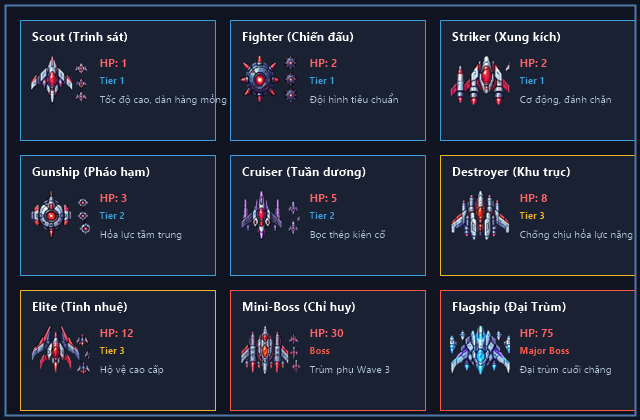 Scout (Trinh sát)
HP: 1
Tier 1
Tốc độ cao, dàn hàng mỏng
Fighter (Chiến đấu)
HP: 2
Tier 1
Đội hình tiêu chuẩn
Striker (Xung kích)
HP: 2
Tier 1
Cơ động, đánh chặn
Gunship (Pháo hạm)
HP: 3
Tier 2
Hỏa lực tầm trung
Cruiser (Tuần dương)
HP: 5
Tier 2
Bọc thép kiên cố
Destroyer (Khu trục)
HP: 8
Tier 3
Chống chịu hỏa lực nặng
Elite (Tinh nhuệ)
HP: 12
Tier 3
Hộ vệ cao cấp
Mini-Boss (Chỉ huy)
HP: 30
Boss
Trùm phụ Wave 3
Flagship (Đại Trùm)
HP: 75
Major Boss
Đại trùm cuối chặng